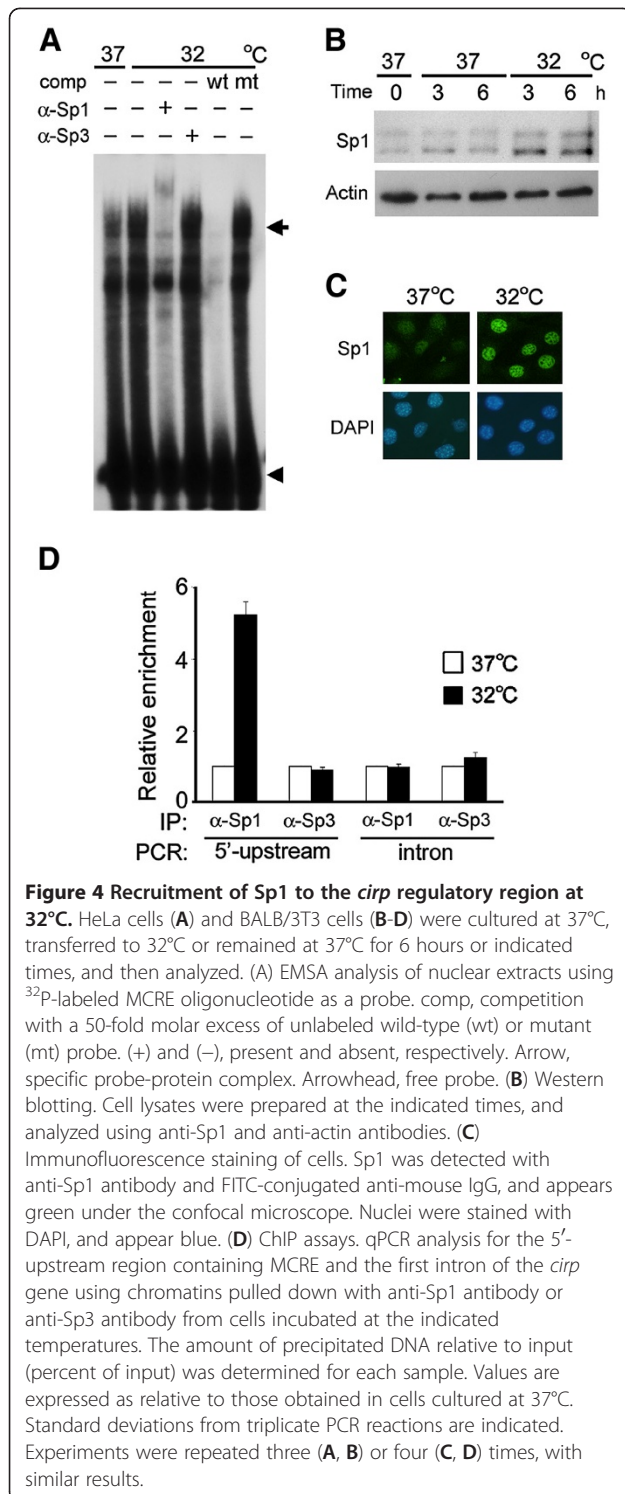 A
37 32 °C
comp – – – – wt mt
α-Sp1 – – + – – –
α-Sp3 – – – + – –
B
37 37 32 °C
Time 0 3 6 3 6 h
Sp1
Actin
C
37°C 32°C
Sp1
DAPI
D
Relative enrichment
6
4
2
0
37°C
32°C
IP: α-Sp1 α-Sp3 α-Sp1 α-Sp3
PCR: 5'-upstream intron
Figure 4 Recruitment of Sp1 to the cirp regulatory region at
32°C. HeLa cells (A) and BALB/3T3 cells (B-D) were cultured at 37°C,
transferred to 32°C or remained at 37°C for 6 hours or indicated
times, and then analyzed. (A) EMSA analysis of nuclear extracts using
³²P-labeled MCRE oligonucleotide as a probe. comp, competition
with a 50-fold molar excess of unlabeled wild-type (wt) or mutant
(mt) probe. (+) and (−), present and absent, respectively. Arrow,
specific probe-protein complex. Arrowhead, free probe. (B) Western
blotting. Cell lysates were prepared at the indicated times, and
analyzed using anti-Sp1 and anti-actin antibodies. (C)
Immunofluorescence staining of cells. Sp1 was detected with
anti-Sp1 antibody and FITC-conjugated anti-mouse IgG, and appears
green under the confocal microscope. Nuclei were stained with
DAPI, and appear blue. (D) ChIP assays. qPCR analysis for the 5′-
upstream region containing MCRE and the first intron of the cirp
gene using chromatins pulled down with anti-Sp1 antibody or
anti-Sp3 antibody from cells incubated at the indicated
temperatures. The amount of precipitated DNA relative to input
(percent of input) was determined for each sample. Values are
expressed as relative to those obtained in cells cultured at 37°C.
Standard deviations from triplicate PCR reactions are indicated.
Experiments were repeated three (A, B) or four (C, D) times, with
similar results.